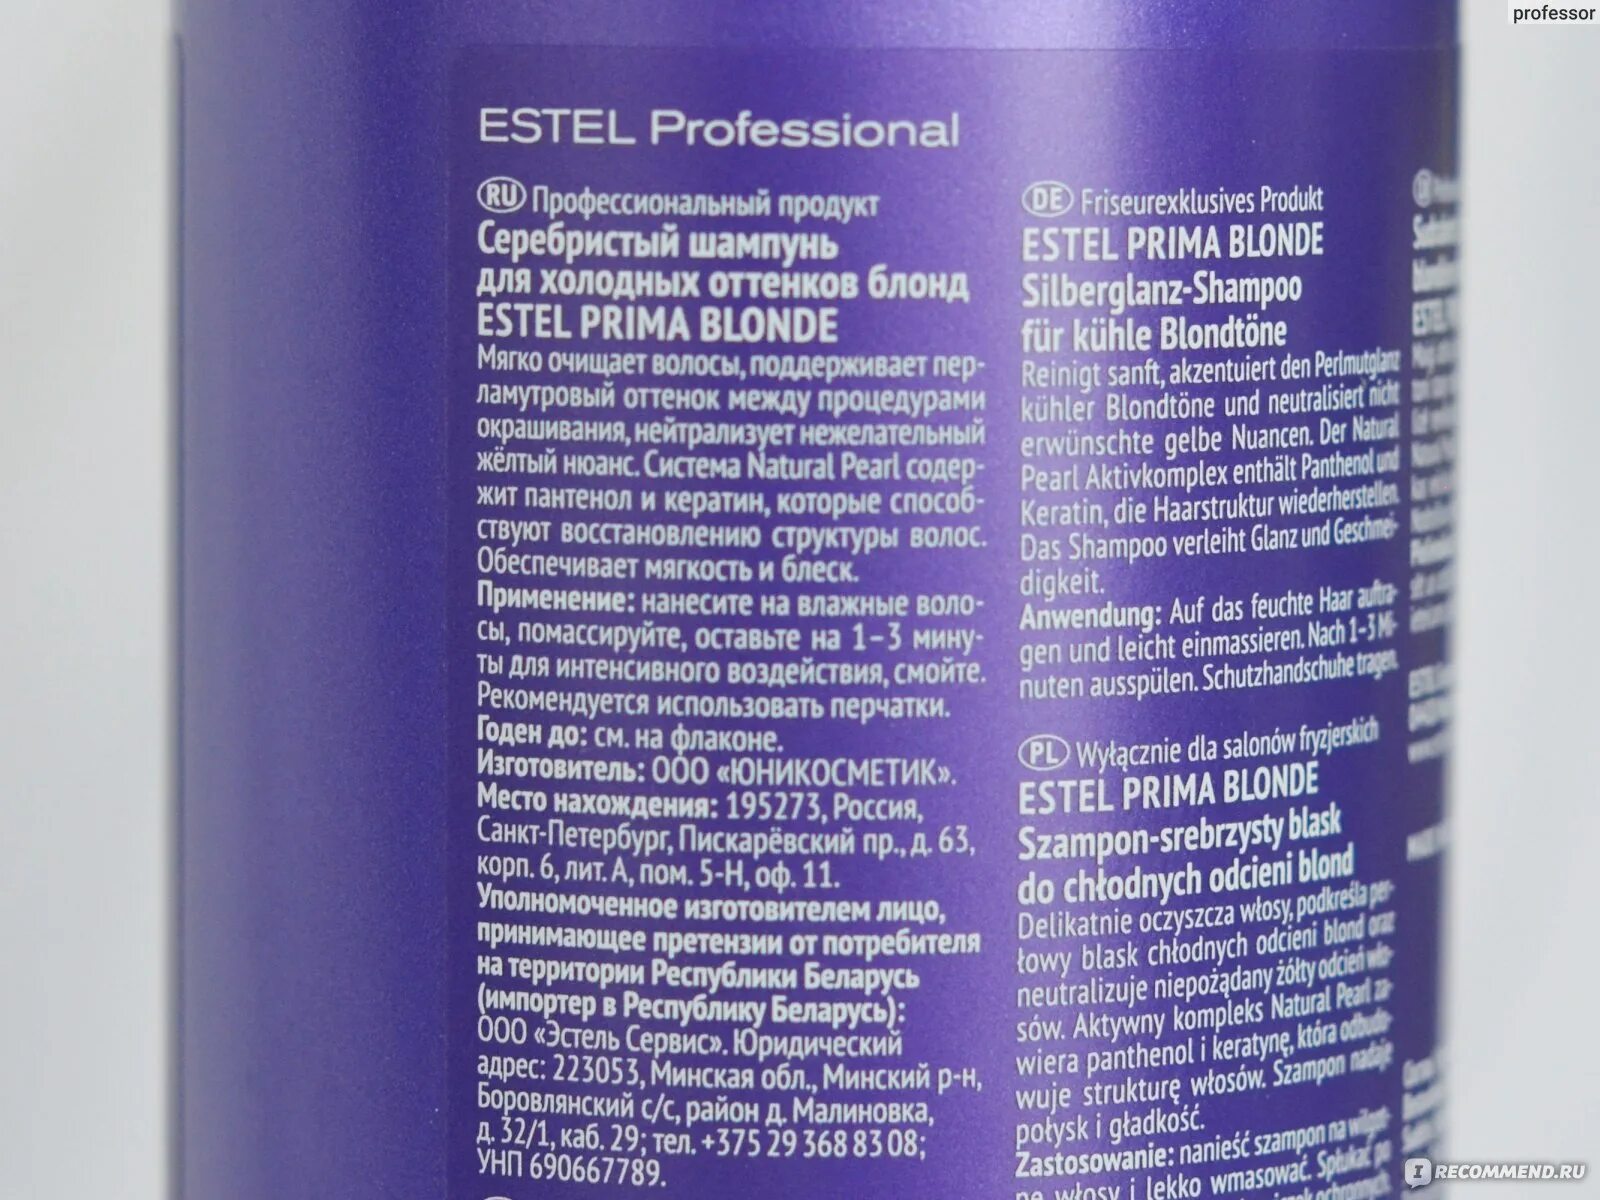 professor
ESTEL Professional
RU Профессиональный продукт
Серебристый шампунь
для холодных оттенков блонд
ESTEL PRIMA BLONDE
Мягко очищает волосы, поддерживает пер-
ламутровый оттенок между процедурами
окрашивания, нейтрализует нежелательный
жёлтый нюанс. Система Natural Pearl содер-
жит пантенол и кератин, которые способ-
ствуют восстановлению структуры волос.
Обеспечивает мягкость и блеск.
Применение: нанесите на влажные воло-
сы, помассируйте, оставьте на 1–3 мину-
ты для интенсивного воздействия, смойте.
Рекомендуется использовать перчатки.
Годен до: см. на флаконе.
Изготовитель: ООО «ЮНИКОСМЕТИК».
Место нахождения: 195273, Россия,
Санкт-Петербург, Пискарёвский пр., д. 63,
корп. 6, лит. А, пом. 5-Н, оф. 11.
Уполномоченное изготовителем лицо,
принимающее претензии от потребителя
на территории Республики Беларусь
(импортер в Республику Беларусь):
ООО «Эстель Сервис». Юридический
адрес: 223053, Минская обл., Минский р-н,
Боровлянский с/с, район д. Малиновка,
д. 32/1, каб. 29; тел. +375 29 368 83 08;
УНП 690667789.
DE Friseurexklusives Produkt
ESTEL PRIMA BLONDE
Silberglanz-Shampoo
für kühle Blondtöne
Reinigt sanft, akzentuiert den Perlmutglanz
kühler Blondtöne und neutralisiert nicht
erwünschte gelbe Nuancen. Der Natural
Pearl Aktivkomplex enthält Panthenol und
Keratin, die Haarstruktur wiederherstellen.
Das Shampoo verleiht Glanz und Geschmei-
digkeit.
Anwendung: Auf das feuchte Haar auftra-
gen und leicht einmassieren. Nach 1–3 Mi-
nuten ausspülen. Schutzhandschuhe tragen.
PL Wyłącznie dla salonów fryzjerskich
ESTEL PRIMA BLONDE
Szampon-srebrzysty blask
do chłodnych odcieni blond
Delikatnie oczyszcza włosy, podkreśla per-
łowy blask chłodnych odcieni blond oraz
neutralizuje niepożądany żółty odcień wło-
sów. Aktywny kompleks Natural Pearl za-
wiera panthenol i keratynę, która odbudo-
wuje strukturę włosów. Szampon nadaje
połysk i gładkość.
Zastosowanie: nanieść szampon na wilgot-
ne włosy i lekko wmasować. Spłukać po
IRECOMMEND.RU